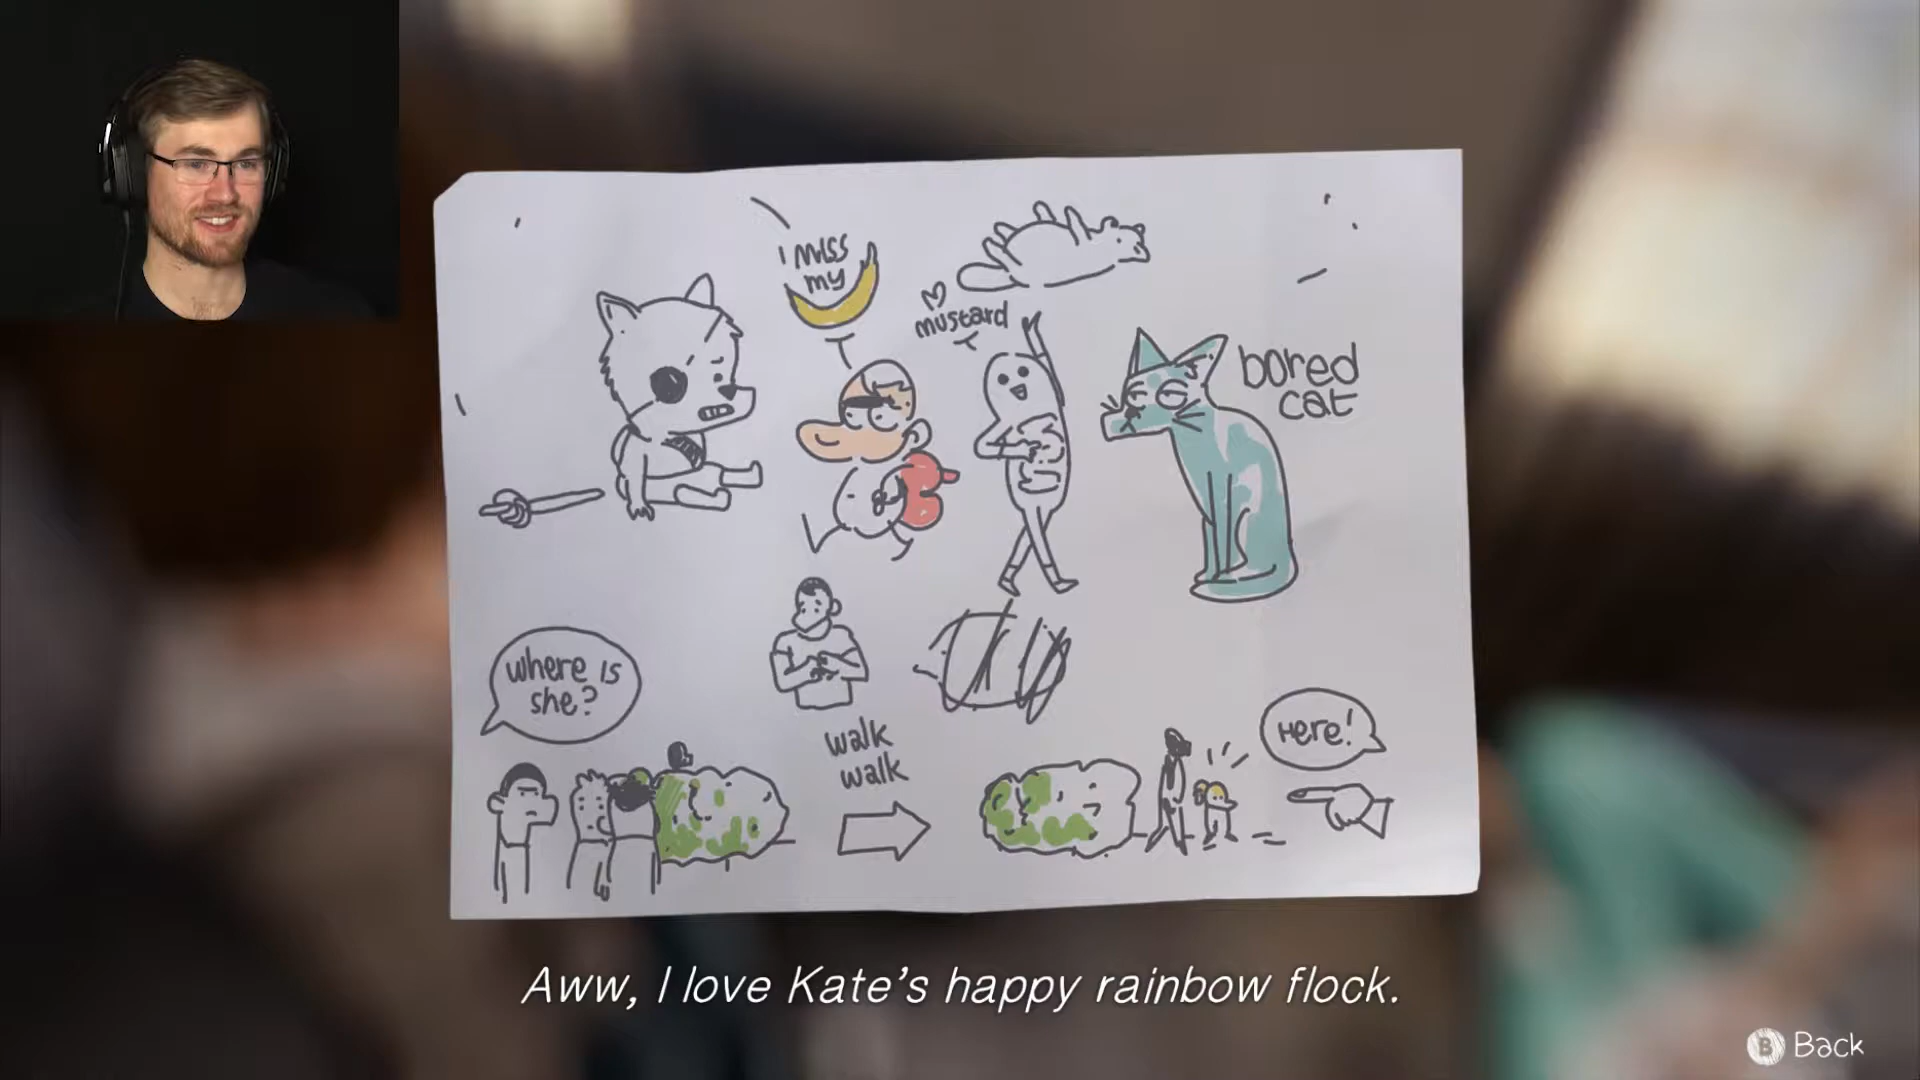 I MISS
my
mustard
bored
cat
where is
she?
walk
walk
Here!
Aww, I love Kate's happy rainbow flock.
B Back